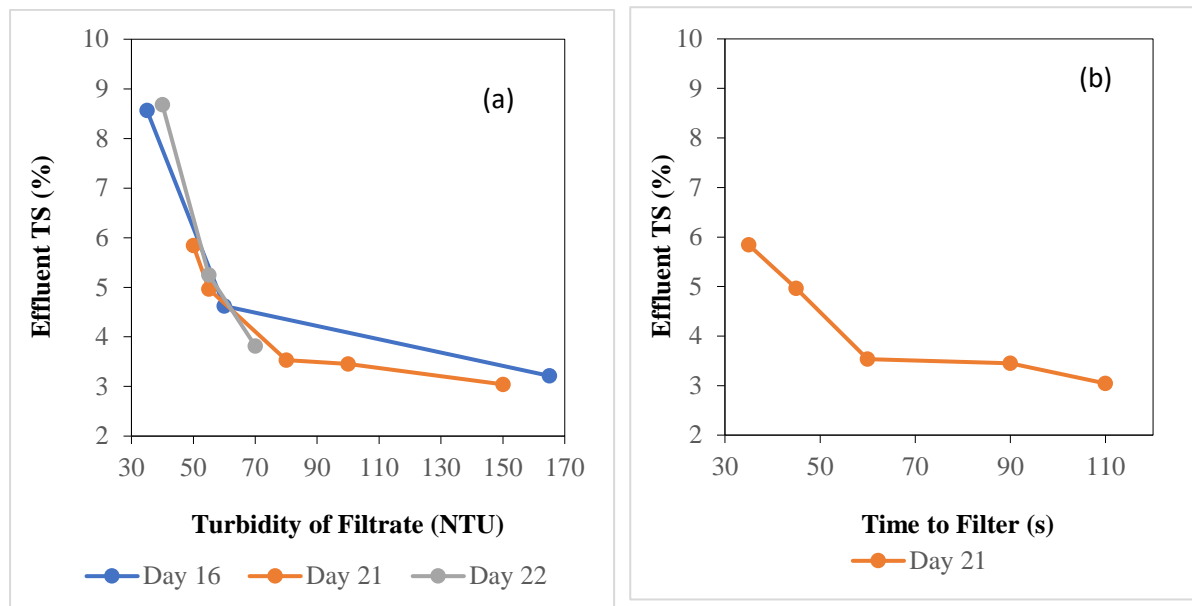 (a)
Effluent TS (%)
10
9
8
7
6
5
4
3
2
30 50 70 90 110 130 150 170
Turbidity of Filtrate (NTU)
Day 16 Day 21 Day 22
(b)
Effluent TS (%)
10
9
8
7
6
5
4
3
2
30 50 70 90 110
Time to Filter (s)
Day 21